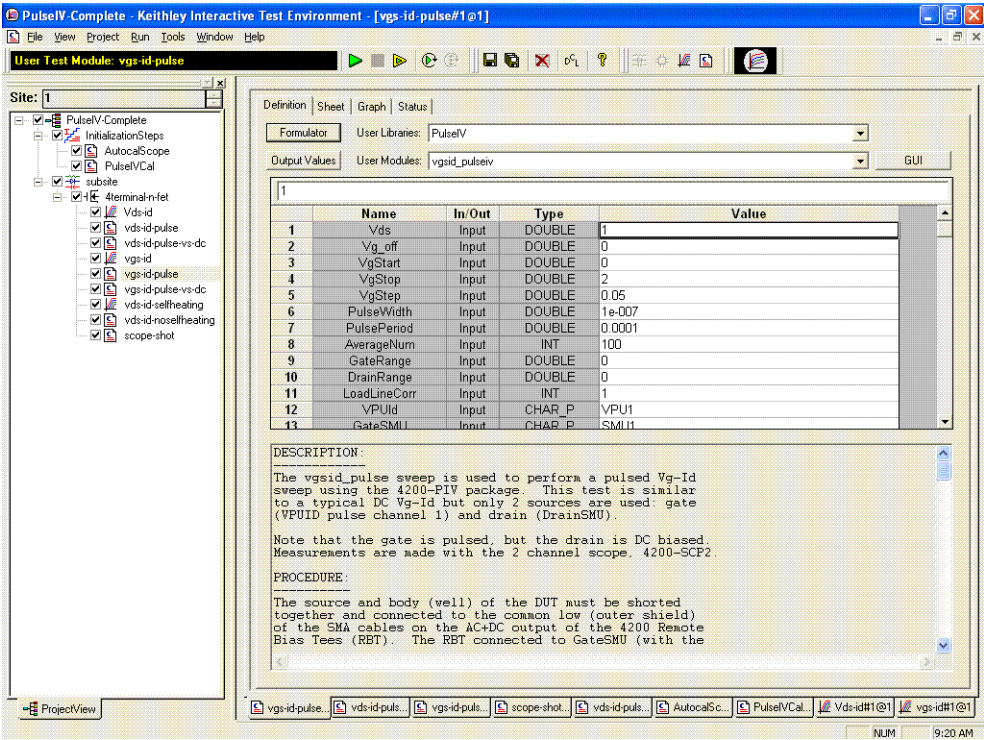 PulseIV-Complete - Keithley Interactive Test Environment - [vgs-id-pulse#1@1]
File View Project Run Tools Window Help
User Test Module: vgs-id-pulse
Site: 1
PulseIV-Complete
InitializationSteps
AutocalScope
PulseIVCal
subsite
4terminal-n-fet
Vds-id
vds-id-pulse
vds-id-pulse-vs-dc
vgs-id
vgs-id-pulse
vgs-id-pulse-vs-dc
vds-id-selfheating
vds-id-noselfheating
scope-shot
ProjectView
Definition Sheet Graph Status
Formulator User Libraries: PulseIV
Output Values User Modules: vgsid_pulseiv GUI
1
Name In/Out Type Value
1 Vds Input DOUBLE 1
2 Vg_off Input DOUBLE 0
3 VgStart Input DOUBLE 0
4 VgStop Input DOUBLE 2
5 VgStep Input DOUBLE 0.05
6 PulseWidth Input DOUBLE 1e-007
7 PulsePeriod Input DOUBLE 0.0001
8 AverageNum Input INT 100
9 GateRange Input DOUBLE 0
10 DrainRange Input DOUBLE 0
11 LoadLineCorr Input INT 1
12 VPUId Input CHAR_P VPU1
13 GateSMU Input CHAR_P SMU1
DESCRIPTION:
------------
The vgsid_pulse sweep is used to perform a pulsed Vg-Id
sweep using the 4200-PIV package. This test is similar
to a typical DC Vg-Id but only 2 sources are used: gate
(VPUID pulse channel 1) and drain (DrainSMU).
Note that the gate is pulsed, but the drain is DC biased.
Measurements are made with the 2 channel scope, 4200-SCP2.
PROCEDURE:
----------
The source and body (well) of the DUT must be shorted
together and connected to the common low (outer shield)
of the SMA cables on the AC+DC output of the 4200 Remote
Bias Tees (RBT) The RBT connected to GateSMU (with the
vgs-id-pulse... vds-id-puls... vgs-id-puls... scope-shot... vds-id-puls... AutocalSc... PulseIVCal... Vds-id#1@1 vgs-id#1@1
NUM 9:20 AM